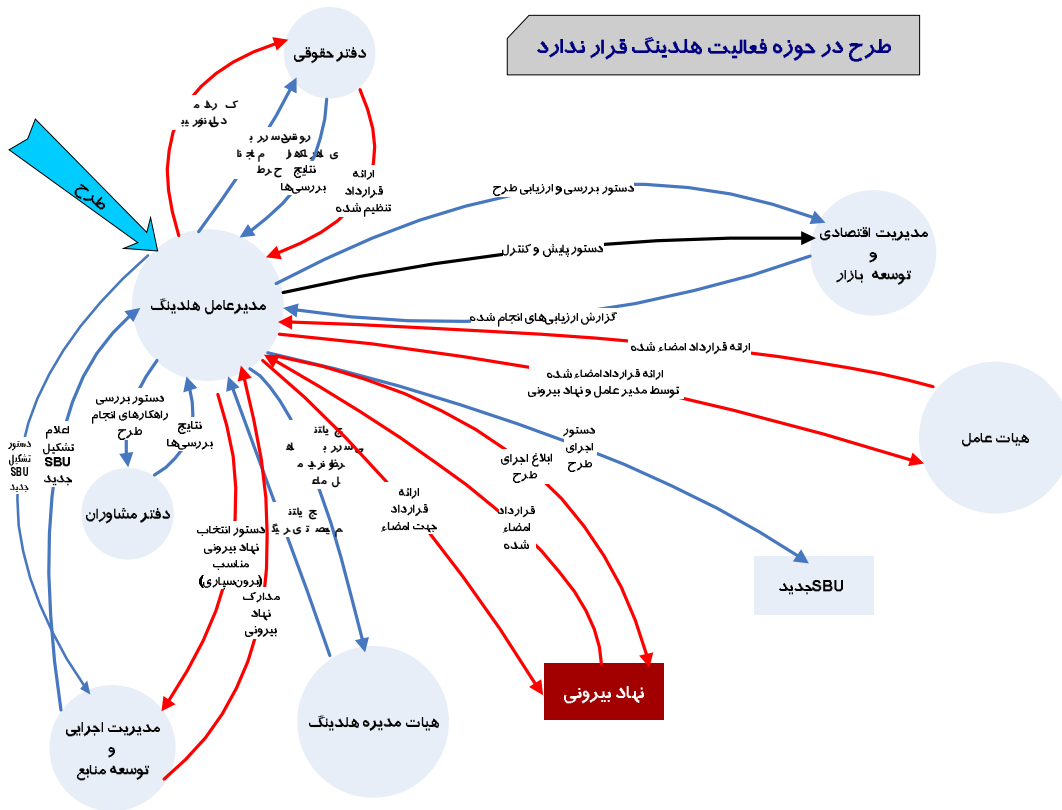 طرح در حوزه فعالیت هلدینگ قرار ندارد
دفتر حقوقی
طرح
نتایج
بررسی‌ها
ارائه
قرارداد
تنظیم شده
دستور بررسی و ارزیابی طرح
مدیریت اقتصادی
و
توسعه بازار
دستور پایش و کنترل
مدیرعامل هلدینگ
گزارش ارزیابی‌های انجام شده
ارائه قرارداد امضاء شده
ارائه قرارداد امضاء شده
توسط مدیر عامل و نهاد بیرونی
هیات عامل
دستور بررسی
راهکارهای انجام
طرح
نتایج
بررسی‌ها
اعلام
تشکیل
SBU
جدید
دستور
تشکیل
SBU
جدید
دفتر مشاوران
دستور
اجرای
طرح
ابلاغ اجرای
طرح
ارائه
قرارداد
جهت امضاء
قرارداد
امضاء
شده
دستور انتخاب
نهاد بیرونی
مناسب
(برون‌سپاری)
مدارک
نهاد
بیرونی
SBUجدید
نهاد بیرونی
هیات مدیره هلدینگ
مدیریت اجرایی
و
توسعه منابع